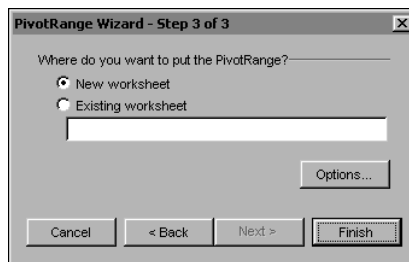 PivotRange Wizard - Step 3 of 3
Where do you want to put the PivotRange?
New worksheet
Existing worksheet
Options...
Cancel
< Back
Next >
Finish